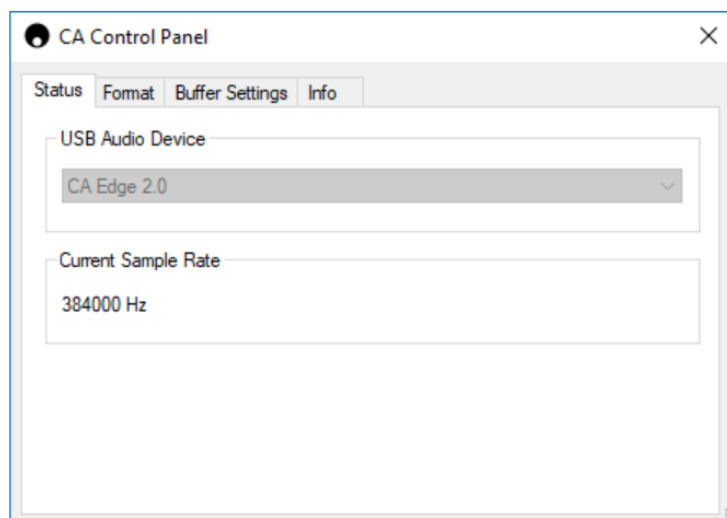 CA Control Panel
Status Format Buffer Settings Info
USB Audio Device
CA Edge 2.0
Current Sample Rate
384000 Hz